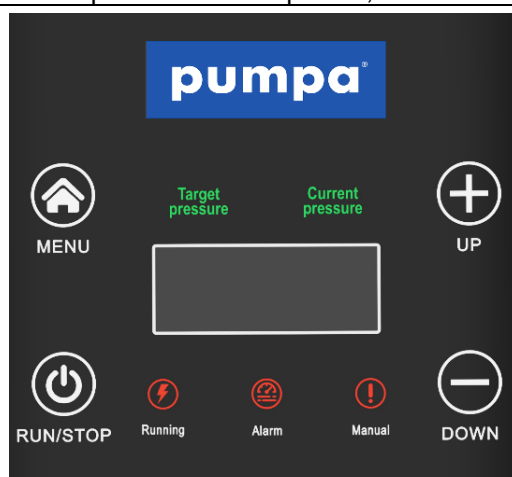 pumpa®
Target
pressure
Current
pressure
MENU
UP
RUN/STOP
Running
Alarm
Manual
DOWN